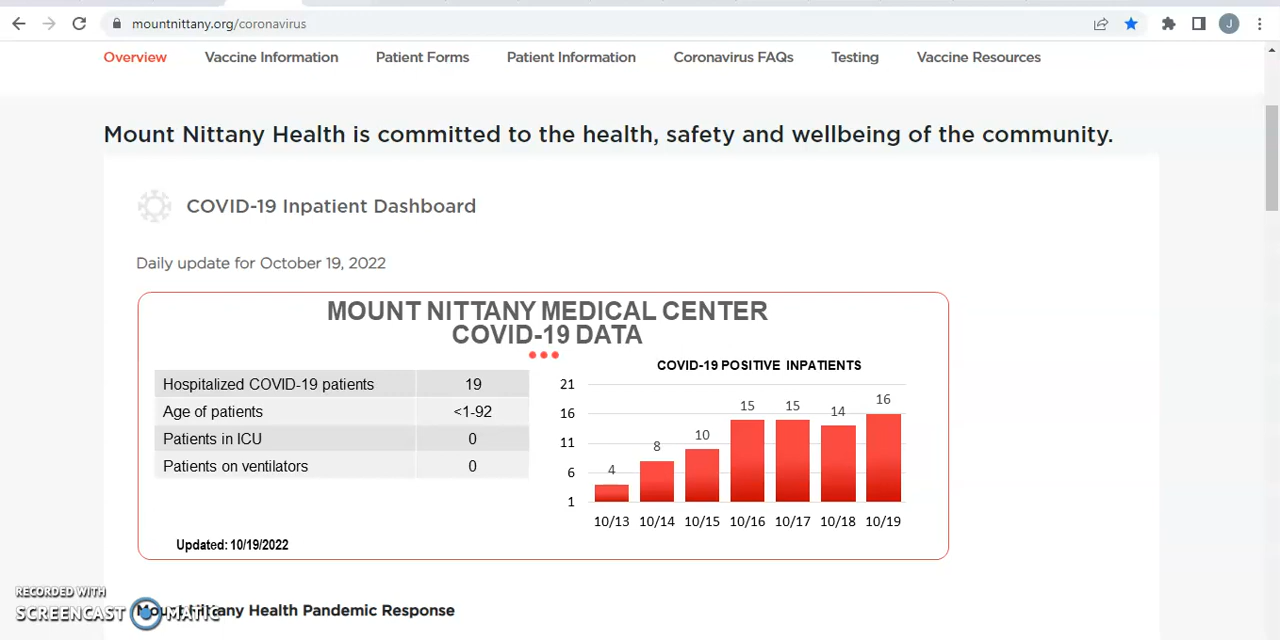 mountnittany.org/coronavirus
J
Overview Vaccine Information Patient Forms Patient Information Coronavirus FAQs Testing Vaccine Resources
Mount Nittany Health is committed to the health, safety and wellbeing of the community.
COVID-19 Inpatient Dashboard
Daily update for October 19, 2022
MOUNT NITTANY MEDICAL CENTER
COVID-19 DATA
Hospitalized COVID-19 patients 19
Age of patients <1-92
Patients in ICU 0
Patients on ventilators 0
Updated: 10/19/2022
COVID-19 POSITIVE INPATIENTS
21
16
11
6
1
4 8 10 15 15 14 16
10/13 10/14 10/15 10/16 10/17 10/18 10/19
Mount Nittany Health Pandemic Response
RECORDED WITH
SCREENCAST MATIC